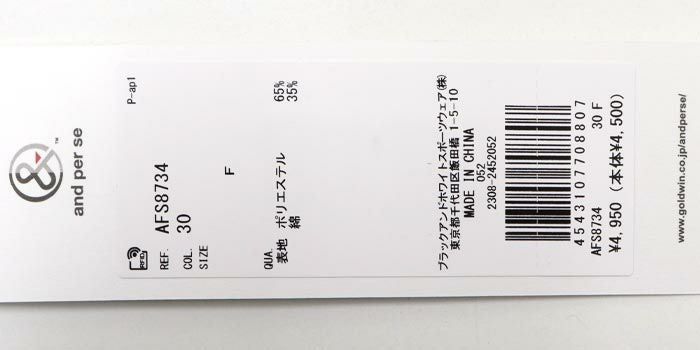 and per se
™
P-ap1
RFID
REF. AFS8734
COL. 30
SIZE F
QUA.
表地 ポリエステル 65%
綿 35%
ブラックアンドホワイトスポーツウェア(株)
東京都千代田区飯田橋 1-5-10
MADE IN CHINA
052
2308-2452052
4543107708807
AFS8734 30 F
¥4,950 (本体¥4,500)
www.goldwin.co.jp/andperse/